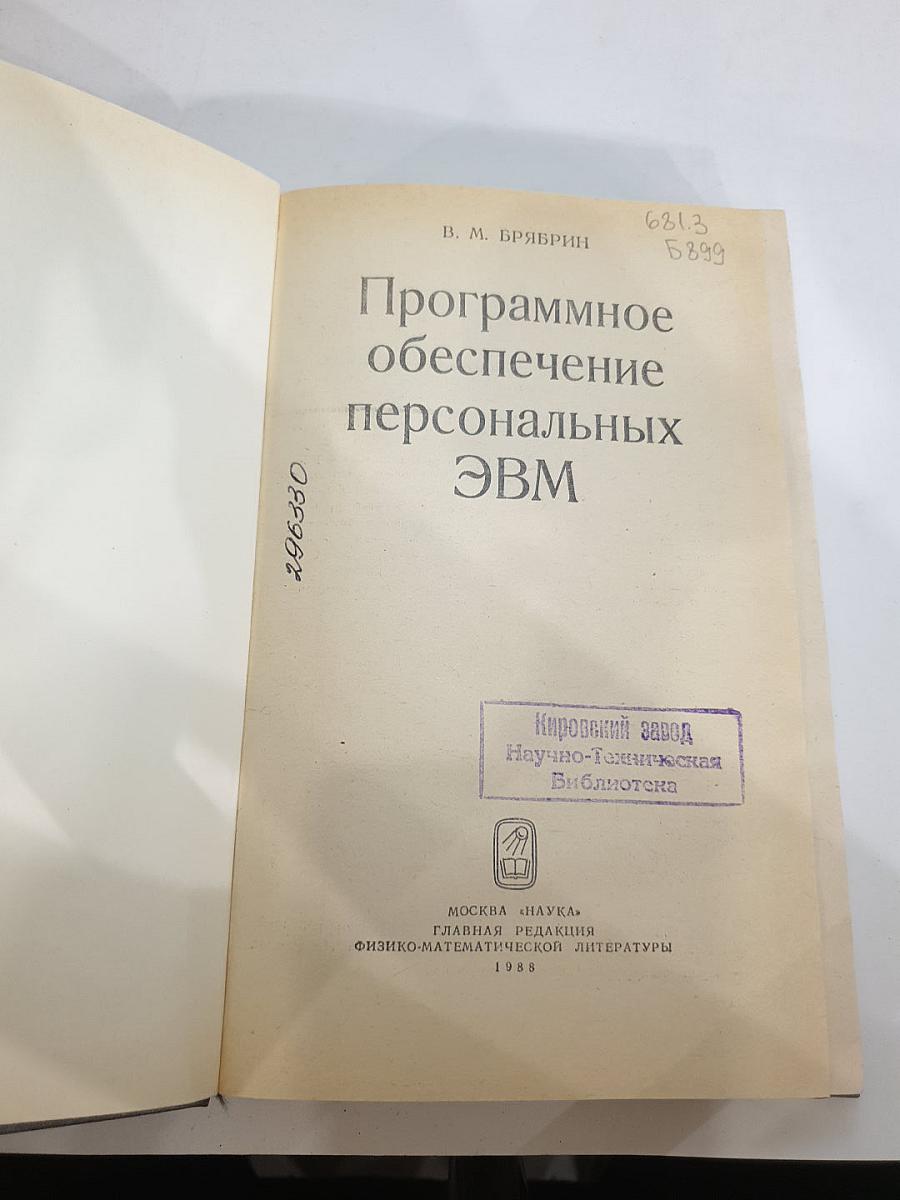 681.3
Б899
В. М. БРЯБРИН
Программное
обеспечение
персональных
ЭВМ
296330
Кировский завод
Научно-Техническая
Библиотека
МОСКВА «НАУКА»
ГЛАВНАЯ РЕДАКЦИЯ
ФИЗИКО-МАТЕМАТИЧЕСКОЙ ЛИТЕРАТУРЫ
1988